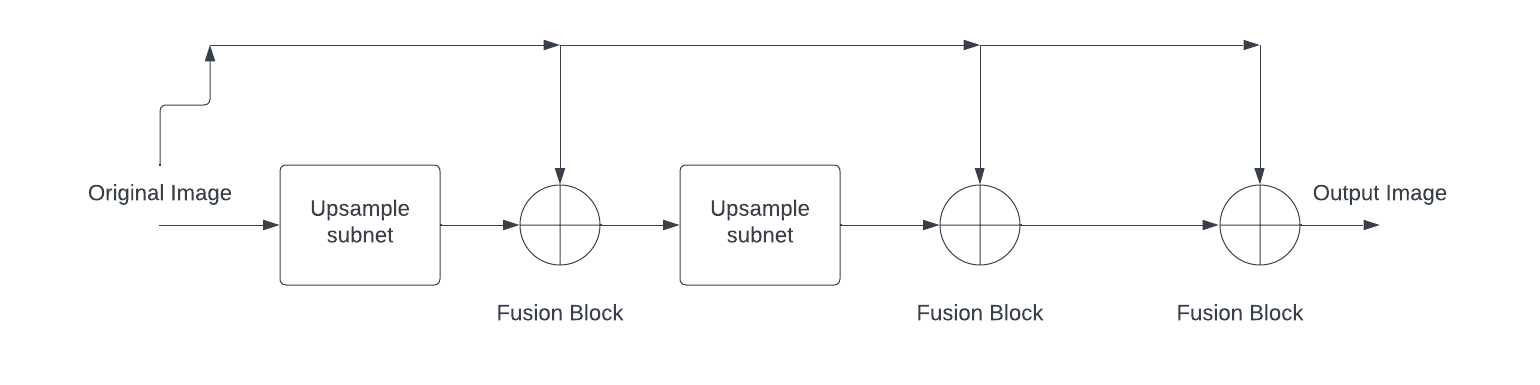 Original Image
Upsample
subnet
Fusion Block
Upsample
subnet
Fusion Block
Fusion Block
Output Image